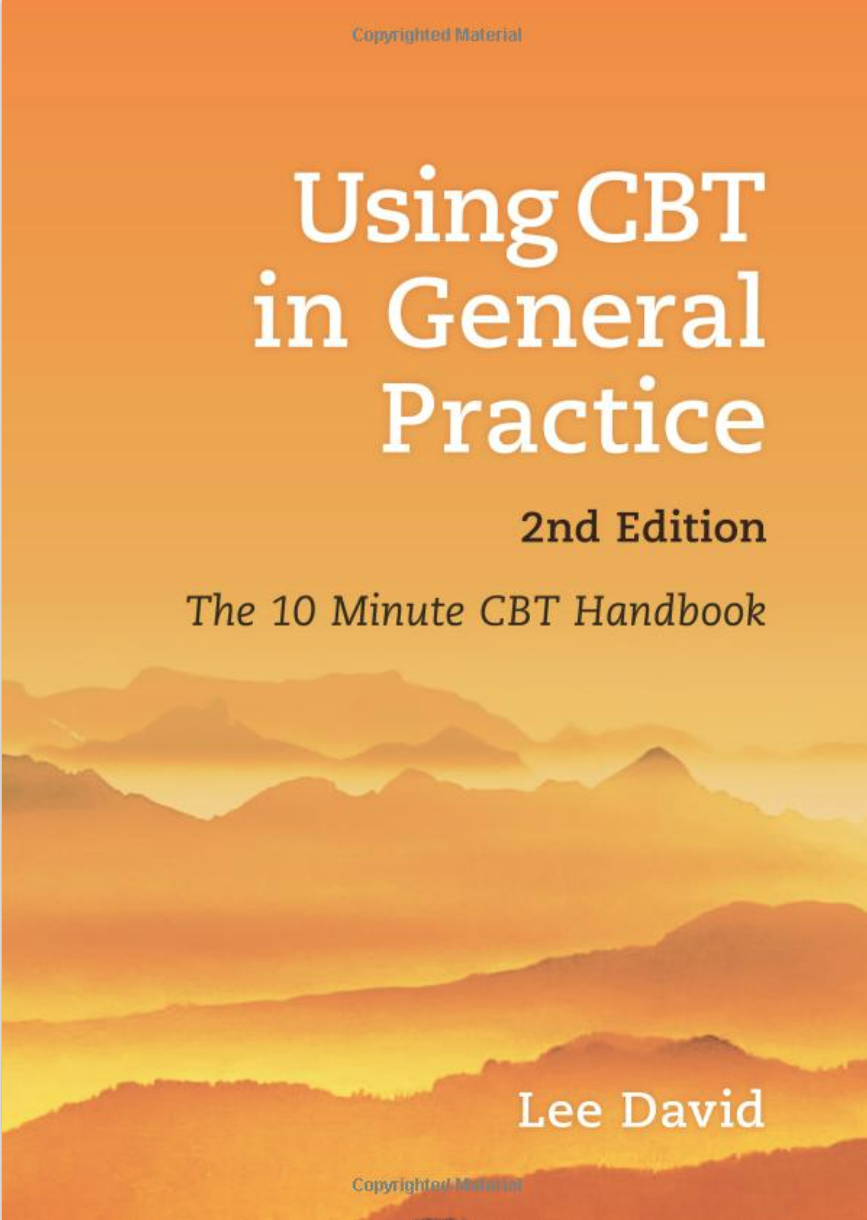 Copyrighted Material
Using CBT
in General
Practice
2nd Edition
The 10 Minute CBT Handbook
Lee David
Copyrighted Material